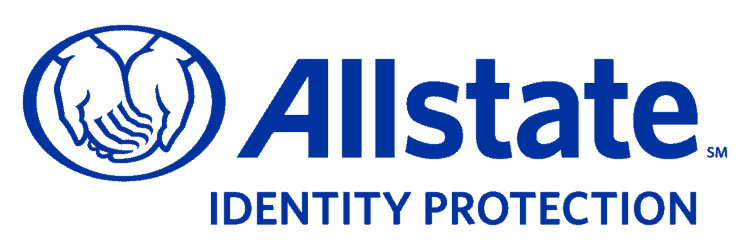 Allstate SM
IDENTITY PROTECTION